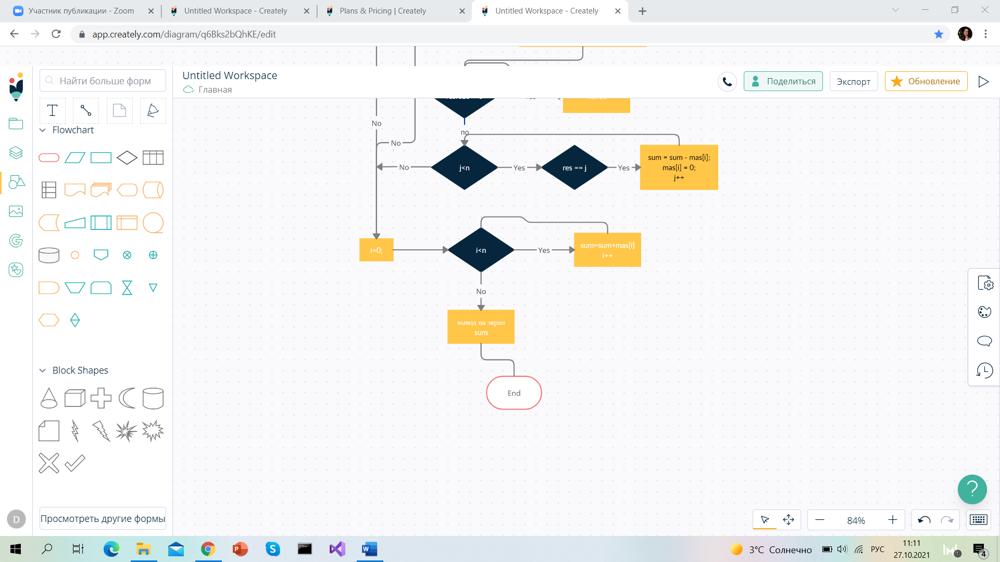 Участник публикации - Zoom
Untitled Workspace - Creately
Plans & Pricing | Creately
Untitled Workspace - Creately
app.creately.com/diagram/q6Bks2bQhKE/edit
Найти больше форм
Untitled Workspace
Главная
Поделиться
Экспорт
Обновление
T
Flowchart
No
no
No
No
j<n
Yes
res == j
Yes
sum = sum - mas[i];
mas[i] = 0;
j++
i=0;
i<n
Yes
sum=sum+mas[i]
i++
No
вывод на экран
sum
End
Block Shapes
Просмотреть другие формы
D
?
84%
3°C Солнечно
РУС
11:11
27.10.2021
1
4